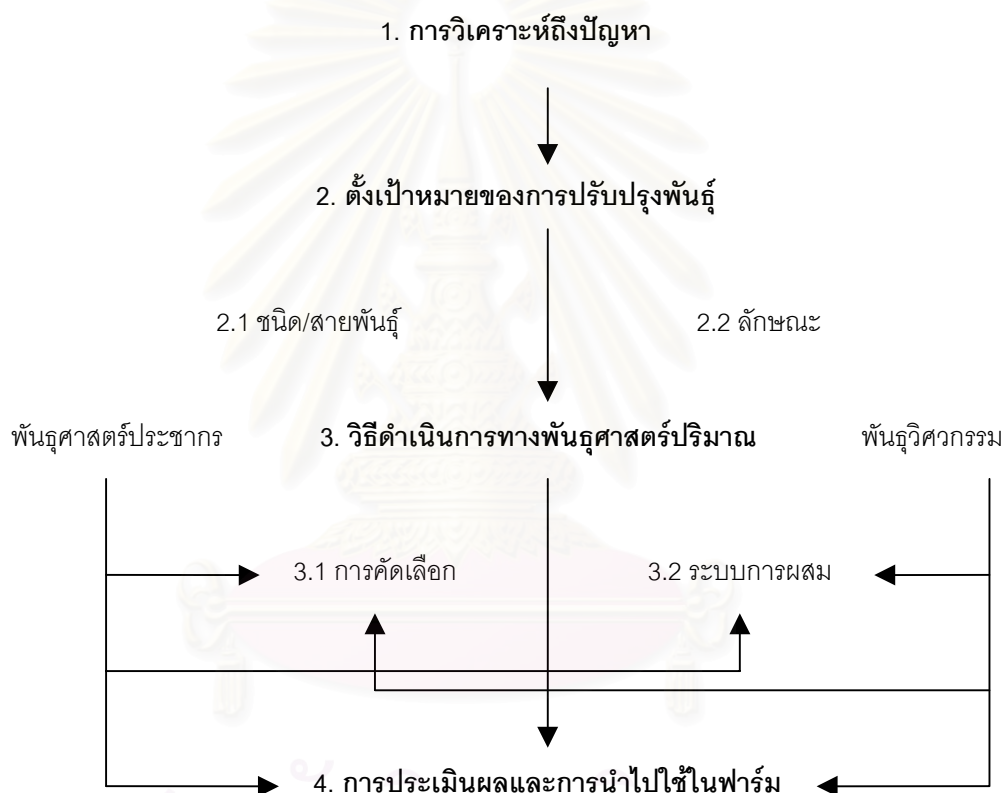 1. การวิเคราะห์ถึงปัญหา
2. ตั้งเป้าหมายของการปรับปรุงพันธุ์
2.1 ชนิด/สายพันธุ์ 2.2 ลักษณะ
พันธุศาสตร์ประชากร 3. วิธีดำเนินการทางพันธุศาสตร์ปริมาณ พันธุวิศวกรรม
3.1 การคัดเลือก 3.2 ระบบการผสม
4. การประเมินผลและการนำไปใช้ในฟาร์ม